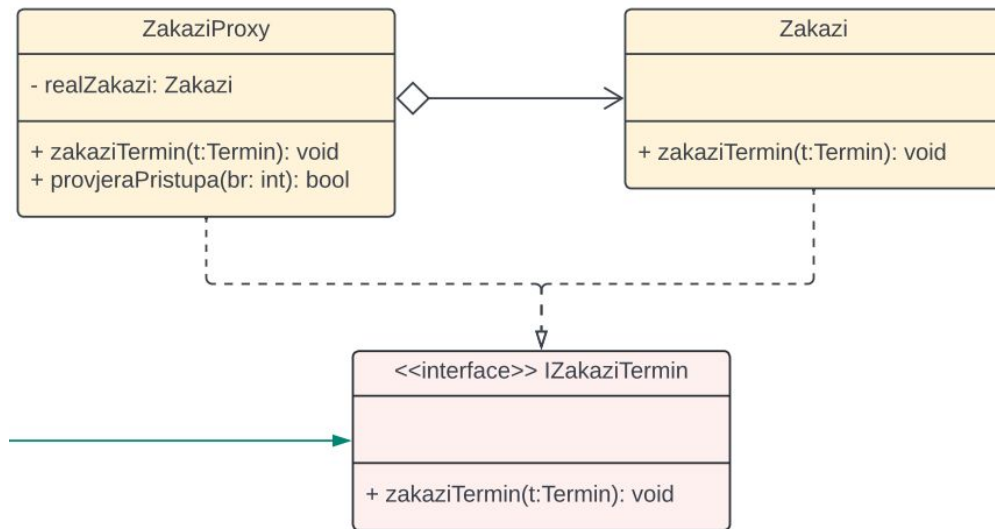 ZakaziProxy
- realZakazi: Zakazi
+ zakaziTermin(t:Termin): void
+ provjeraPristupa(br: int): bool
Zakazi
+ zakaziTermin(t:Termin): void
<<interface>> IZakaziTermin
+ zakaziTermin(t:Termin): void